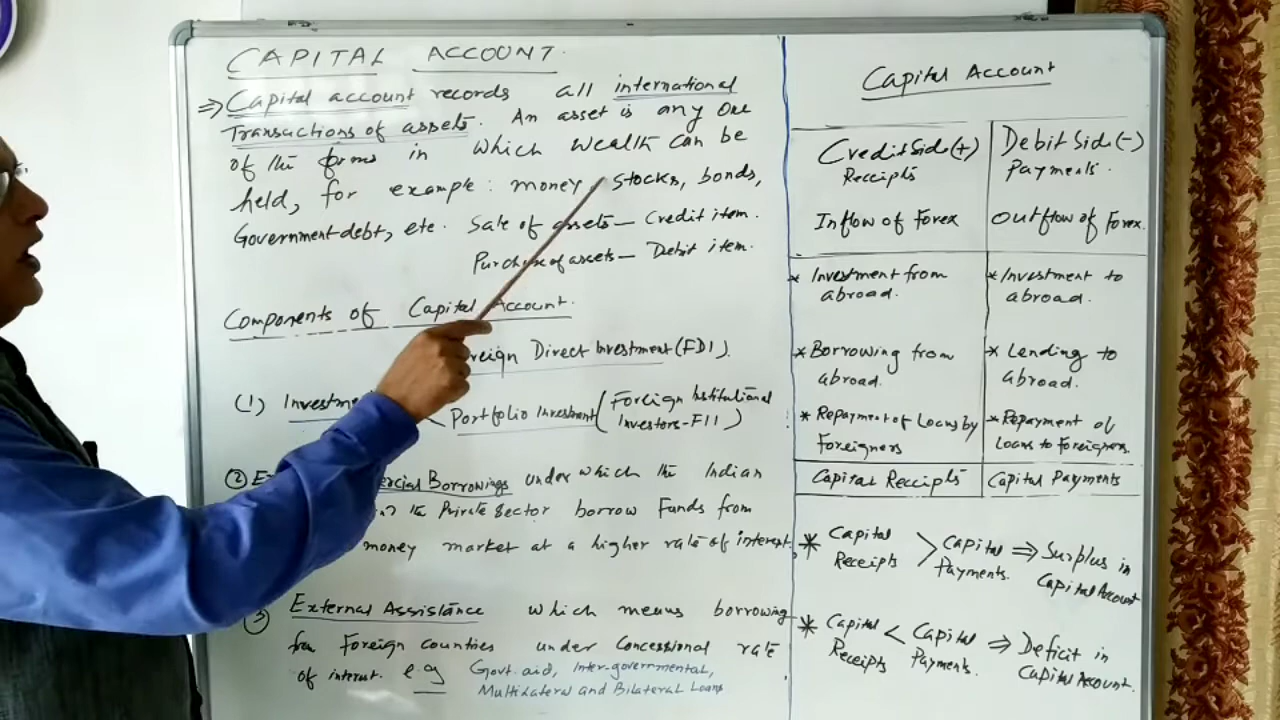 CAPITAL ACCOUNT.
⇒ Capital account records all international
Transactions of assets. An asset is any one
of the forms in which wealth can be
held, for example: money, stocks, bonds,
Government debt, etc. Sale of assets – Credit item.
Purchase of assets – Debit item.
Components of Capital Account.
reign Direct Investment (FDI).
(1) Investme
Portfolio Investment (Foreign Institutional
Investors-FII)
② E rcial Borrowings under which the Indian
the Private Sector borrow Funds from
money market at a higher rate of interest.
③ External Assistance which means borrowing
from Foreign counties under Concessional rate
of interest. e g Govt. aid, Inter-governmental,
Multilateral and Bilateral Loans
Capital Account
Credit Side (+)
Receipts
Debit Side (-)
Payments.
Inflow of Forex
Outflow of Forex.
* Investment from
abroad.
* Investment to
abroad.
* Borrowing from
abroad.
* Lending to
abroad.
* Repayment of Loans by
Foreigners
* Repayment of
Loans to Foreigners.
Capital Receipts
Capital Payments
* Capital Receipts > Capital Payments. ⇒ Surplus in
Capital Account
* Capital Receipts < Capital Payments. ⇒ Deficit in
Capital Account.